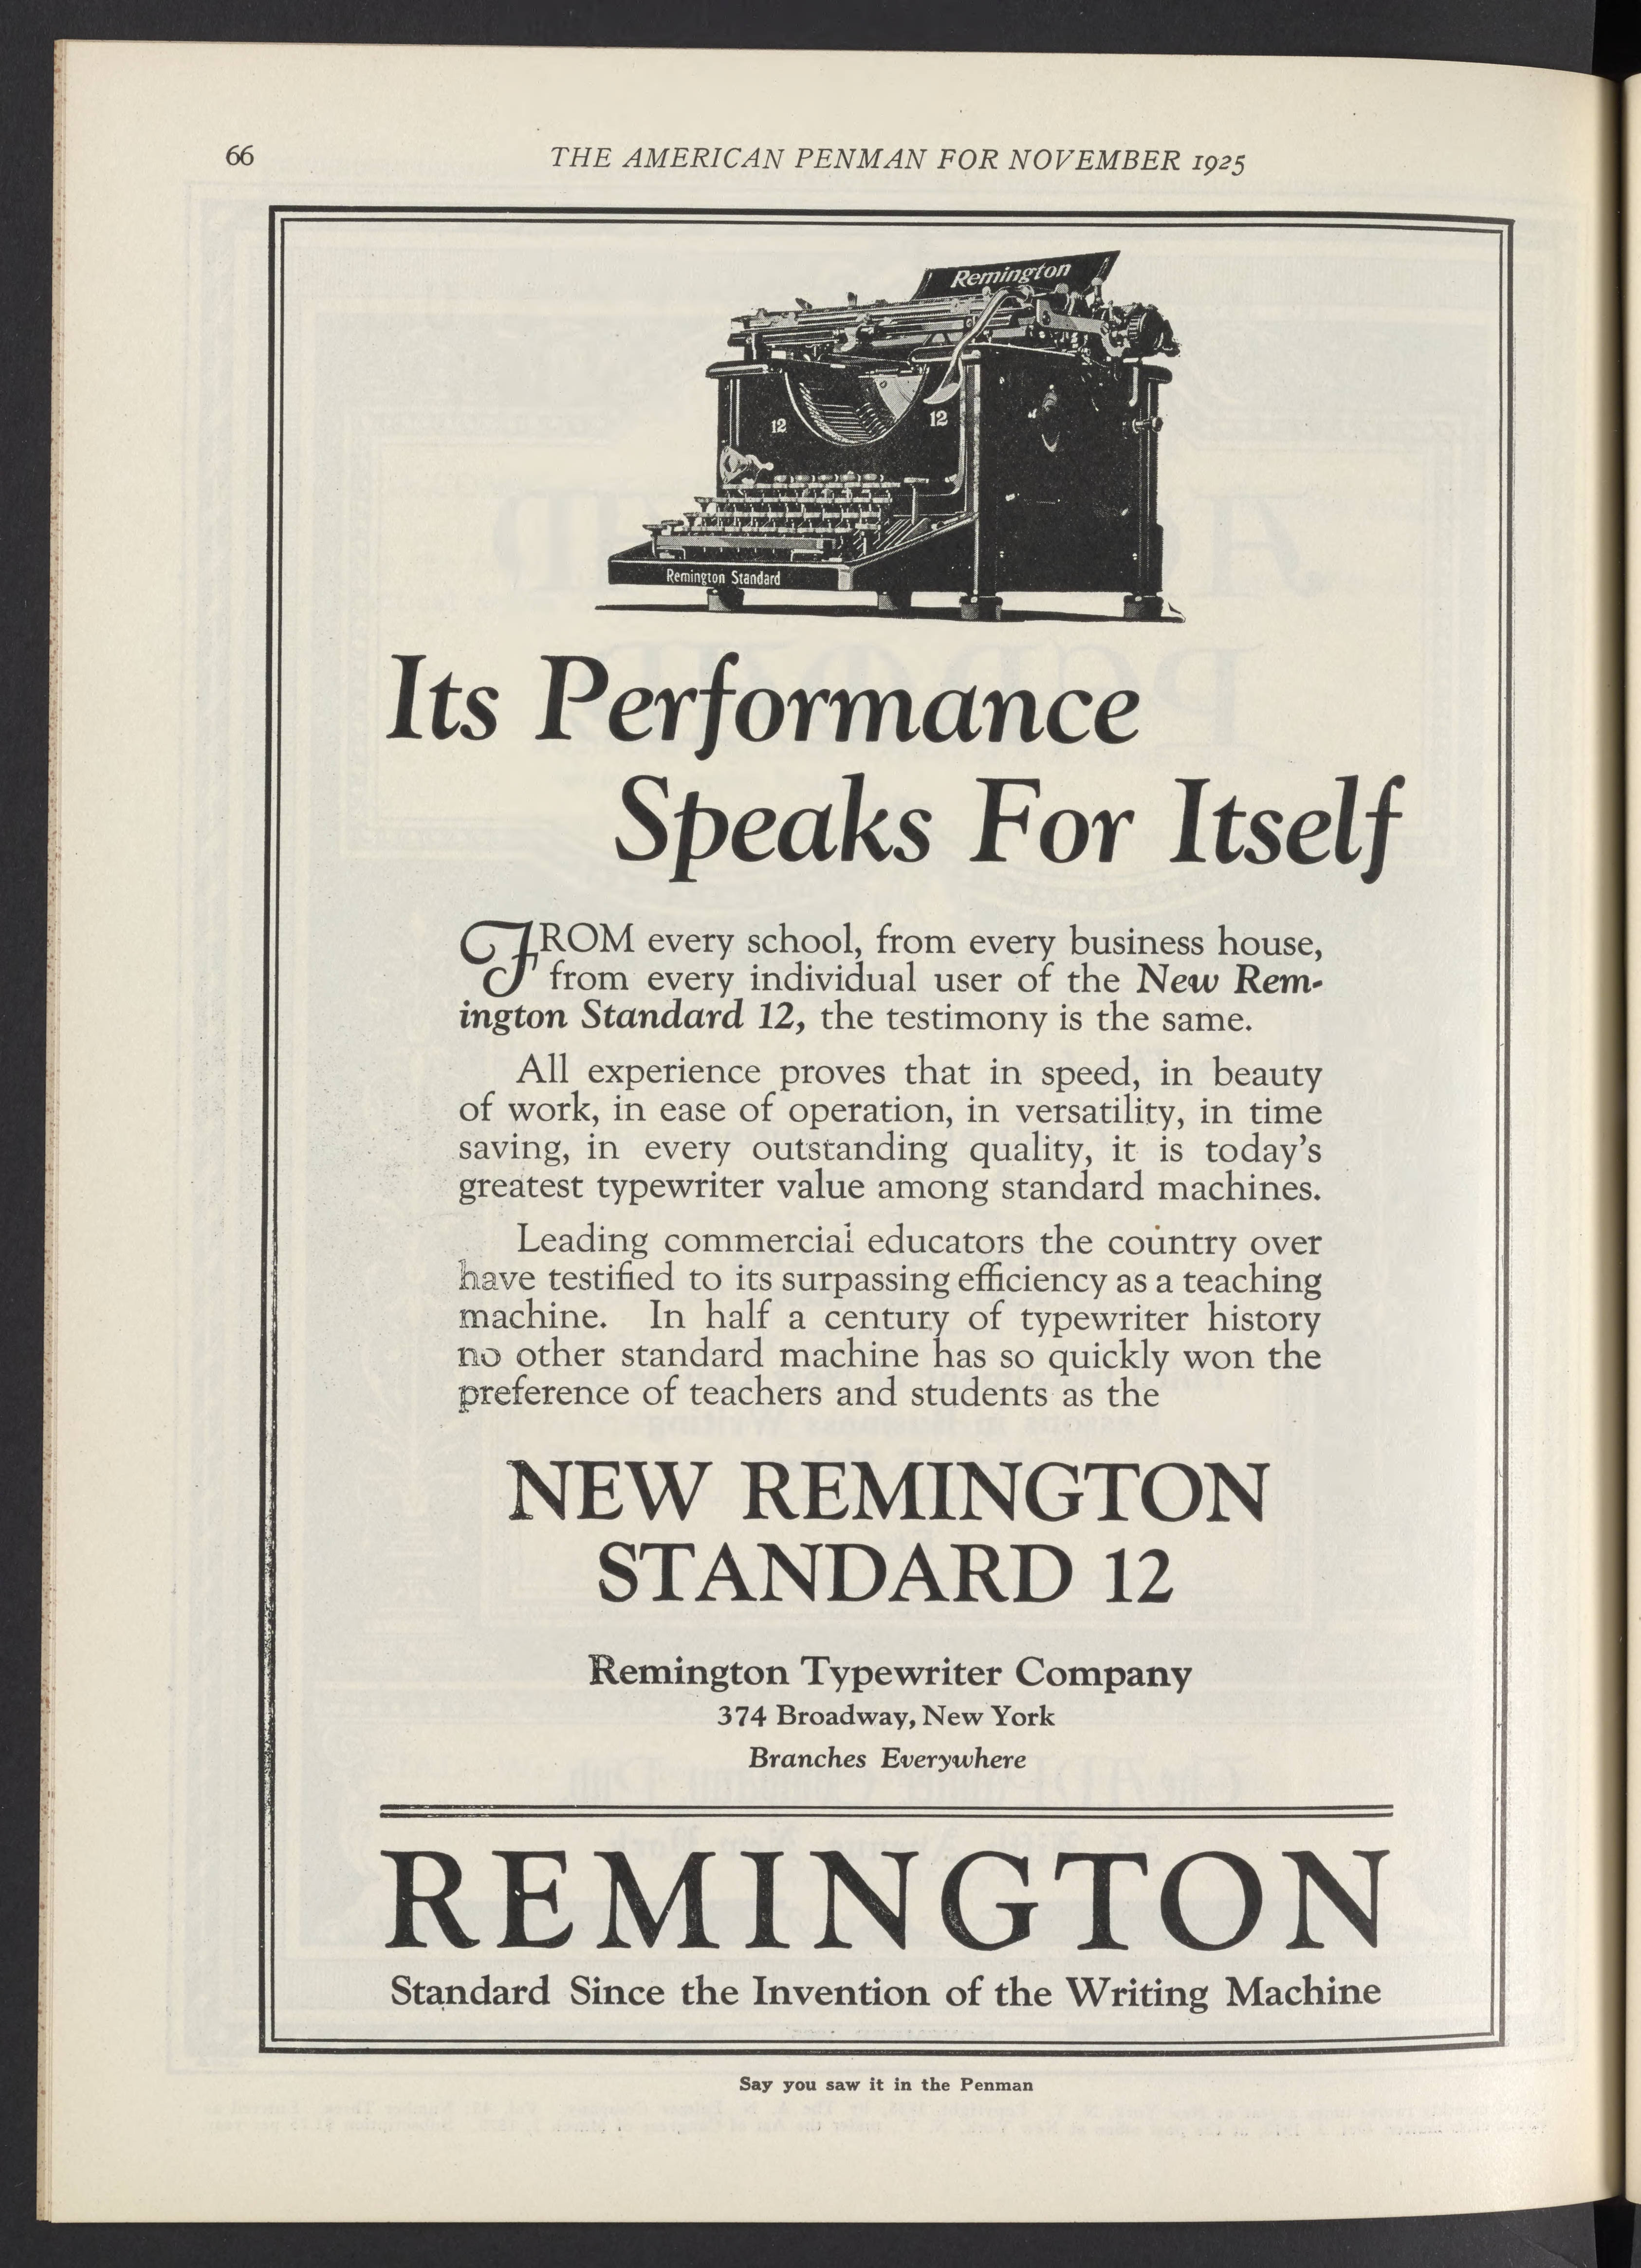 66
THE AMERICAN PENMAN FOR NOVEMBER 1925
Remington
12
12
Remington Standard
Its Performance
Speaks For Itself
FROM every school, from every business house,
from every individual user of the New Rem-
ington Standard 12, the testimony is the same.
All experience proves that in speed, in beauty
of work, in ease of operation, in versatility, in time
saving, in every outstanding quality, it is today's
greatest typewriter value among standard machines.
Leading commercial educators the country over
have testified to its surpassing efficiency as a teaching
machine. In half a century of typewriter history
no other standard machine has so quickly won the
preference of teachers and students as the
NEW REMINGTON
STANDARD 12
Remington Typewriter Company
374 Broadway, New York
Branches Everywhere
REMINGTON
Standard Since the Invention of the Writing Machine
Say you saw it in the Penman